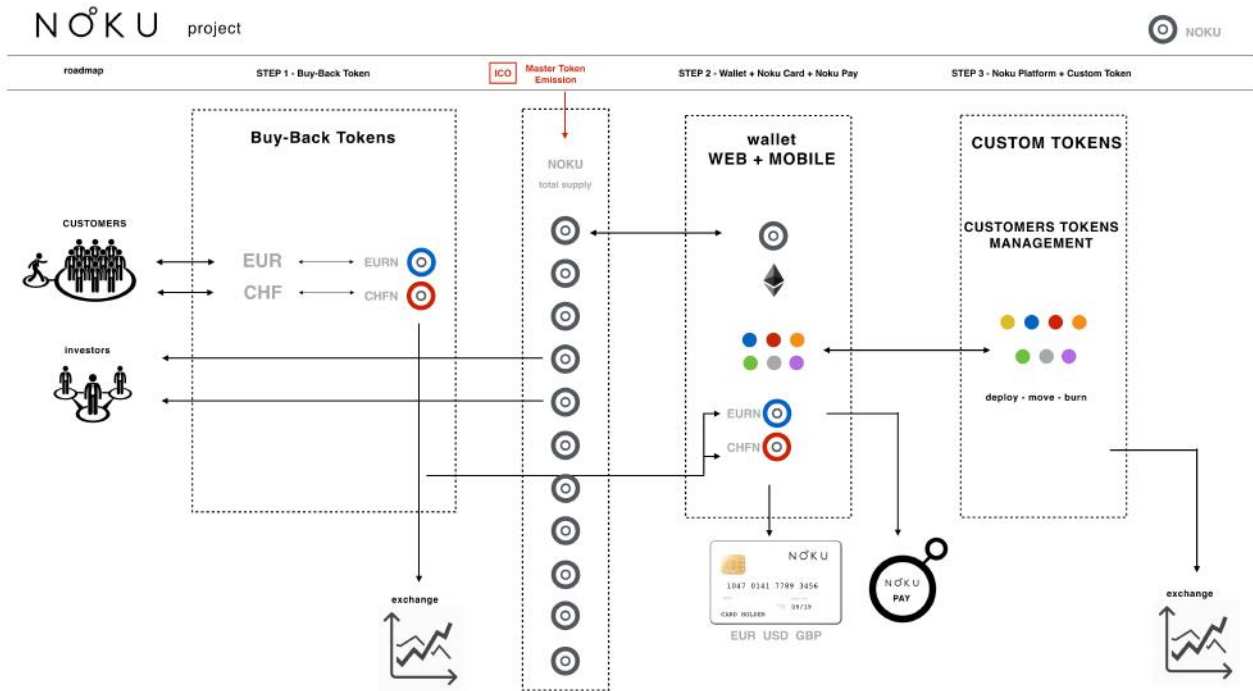 NOKU project
NOKU
roadmap
STEP 1 - Buy-Back Token
ICO
Master Token
Emission
STEP 2 - Wallet + Noku Card + Noku Pay
STEP 3 - Noku Platform + Custom Token
Buy-Back Tokens
NOKU
total supply
wallet
WEB + MOBILE
CUSTOM TOKENS
CUSTOMERS
CUSTOMERS TOKENS
MANAGEMENT
EUR
EURN
CHF
CHFN
investors
deploy - move - burn
EURN
CHFN
NOKU
1047 0141 7789 3456
09/19
CARD HOLDER
EUR USD GBP
NOKU
PAY
exchange
exchange